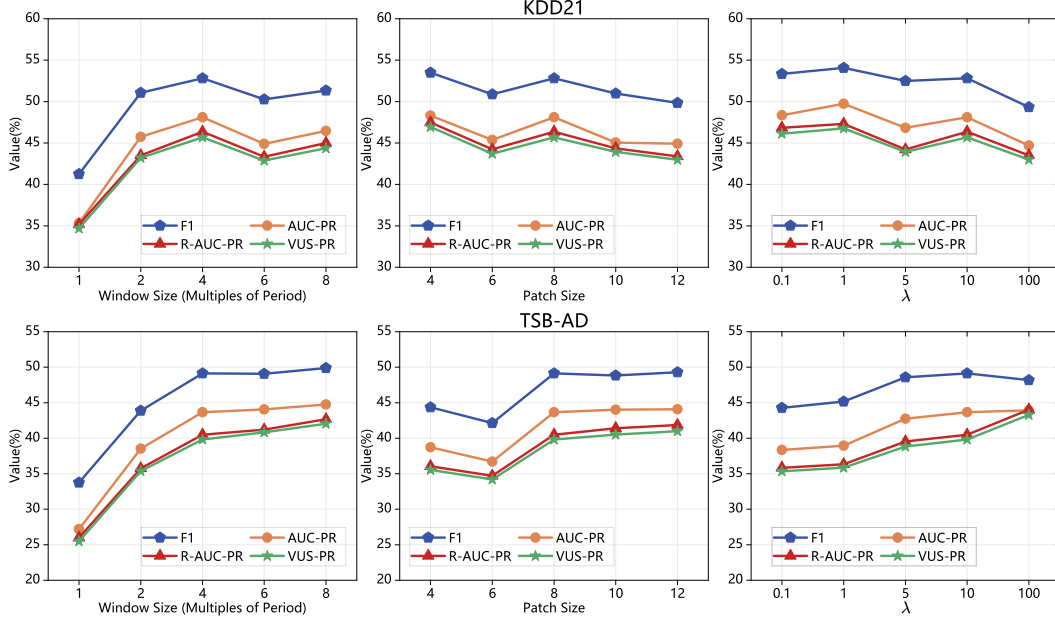 KDD21
60
55
50
45
40
35
30
Value(%)
F1
AUC-PR
R-AUC-PR
VUS-PR
1 2 4 6 8
Window Size (Multiples of Period)
60
55
50
45
40
35
30
Value(%)
F1
AUC-PR
R-AUC-PR
VUS-PR
4 6 8 10 12
Patch Size
60
55
50
45
40
35
30
Value(%)
F1
AUC-PR
R-AUC-PR
VUS-PR
0.1 1 5 10 100
λ
TSB-AD
55
50
45
40
35
30
25
20
Value(%)
F1
AUC-PR
R-AUC-PR
VUS-PR
1 2 4 6 8
Window Size (Multiples of Period)
55
50
45
40
35
30
25
20
Value(%)
F1
AUC-PR
R-AUC-PR
VUS-PR
4 6 8 10 12
Patch Size
55
50
45
40
35
30
25
20
Value(%)
F1
AUC-PR
R-AUC-PR
VUS-PR
0.1 1 5 10 100
λ